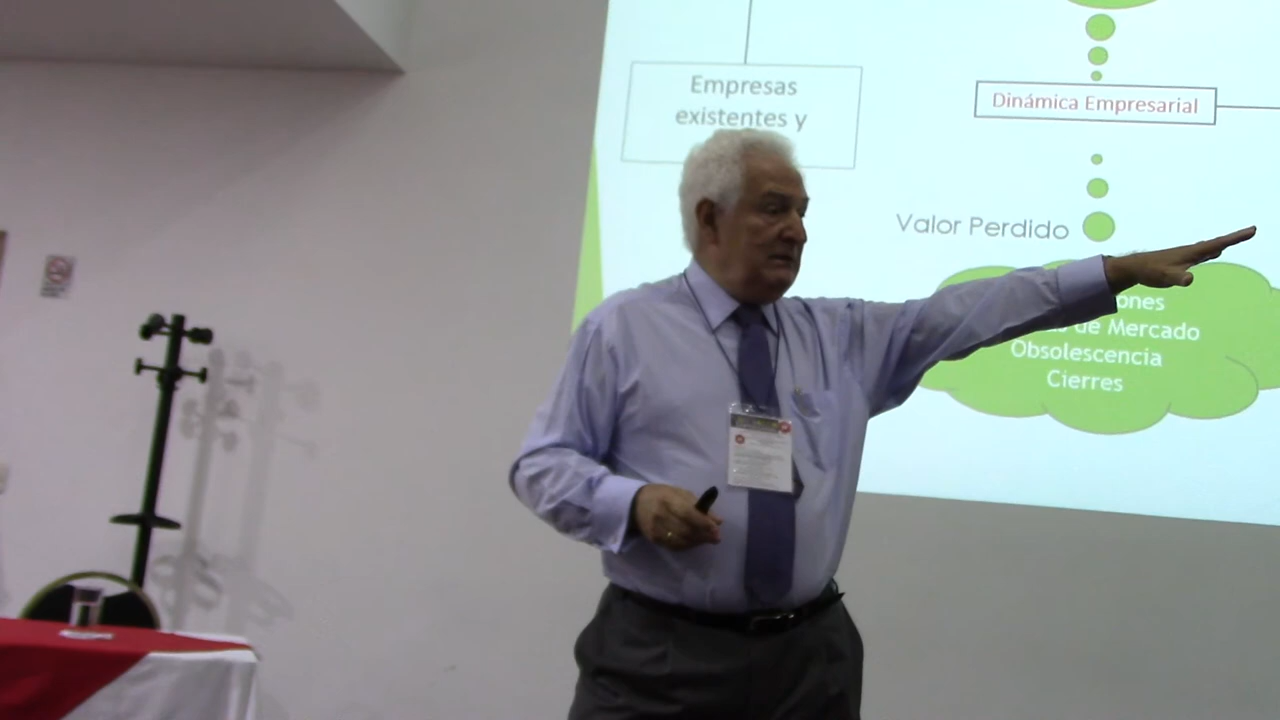 Empresas
existentes y
Dinámica Empresarial
Valor Perdido
de Mercado
Obsolescencia
Cierres